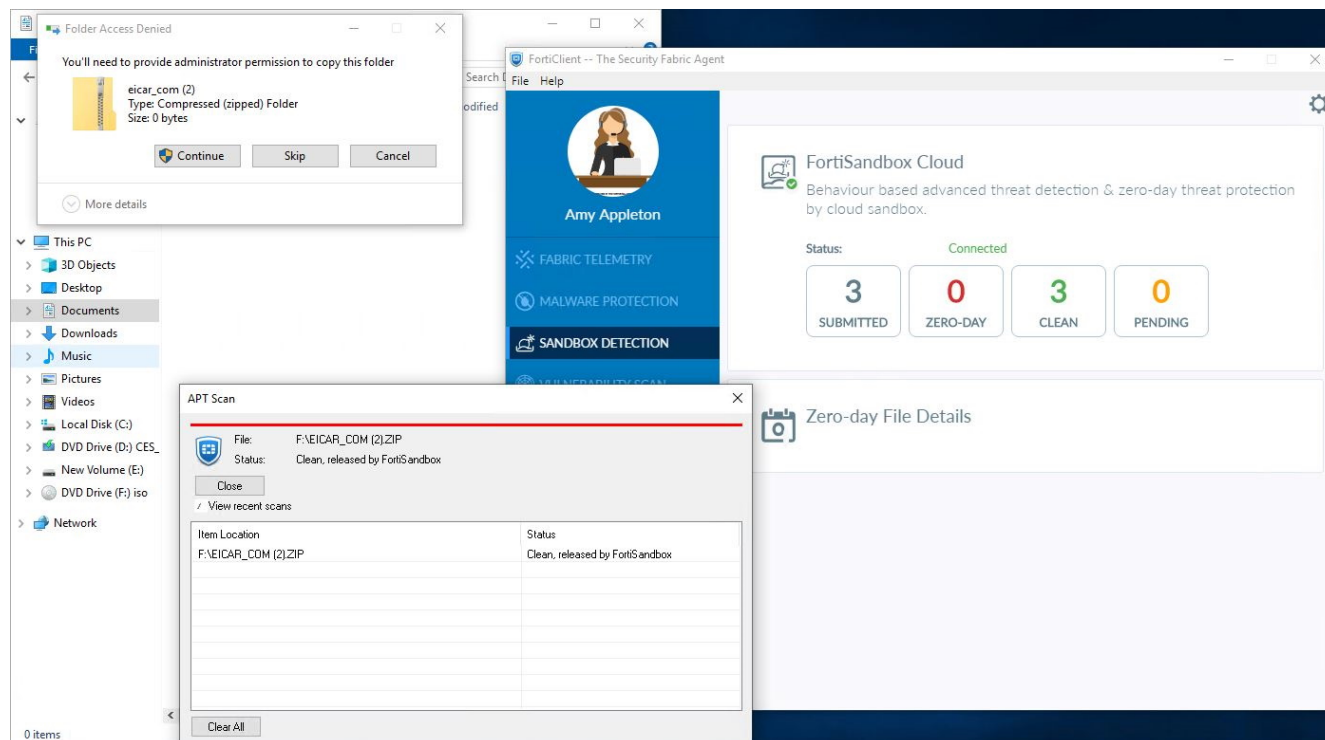 Folder Access Denied
You'll need to provide administrator permission to copy this folder
eicar_com (2)
Type: Compressed (zipped) Folder
Size: 0 bytes
Continue
Skip
Cancel
More details
Search
odified
This PC
3D Objects
Desktop
Documents
Downloads
Music
Pictures
Videos
Local Disk (C:)
DVD Drive (D:) CES_
New Volume (E:)
DVD Drive (F:) iso
Network
0 items
FortiClient -- The Security Fabric Agent
File Help
Amy Appleton
FABRIC TELEMETRY
MALWARE PROTECTION
SANDBOX DETECTION
VULNERABILITY SCAN
FortiSandbox Cloud
Behaviour based advanced threat detection & zero-day threat protection
by cloud sandbox.
Status: Connected
3 0 3 0
SUBMITTED ZERO-DAY CLEAN PENDING
Zero-day File Details
APT Scan
File: F:\EICAR_COM (2).ZIP
Status: Clean, released by FortiSandbox
Close
View recent scans
Item Location Status
F:\EICAR_COM (2).ZIP Clean, released by FortiSandbox
Clear All